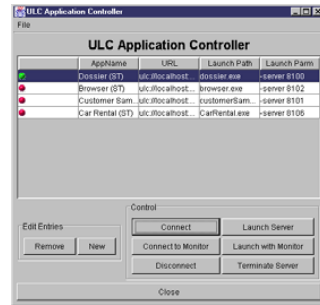 ULC Application Controller
File
ULC Application Controller
AppName URL Launch Path Launch Parm
Dossier (ST) ulc://localhost... dossier.exe -server 8100
Browser (ST) ulc://localhost... browser.exe -server 8102
Customer Sam... ulc://localhost... customerSam... -server 8101
Car Rental (ST) ulc://localhost... CarRental.exe -server 8106
Control
Edit Entries
Connect Launch Server
Remove New Connect to Monitor Launch with Monitor
Disconnect Terminate Server
Close